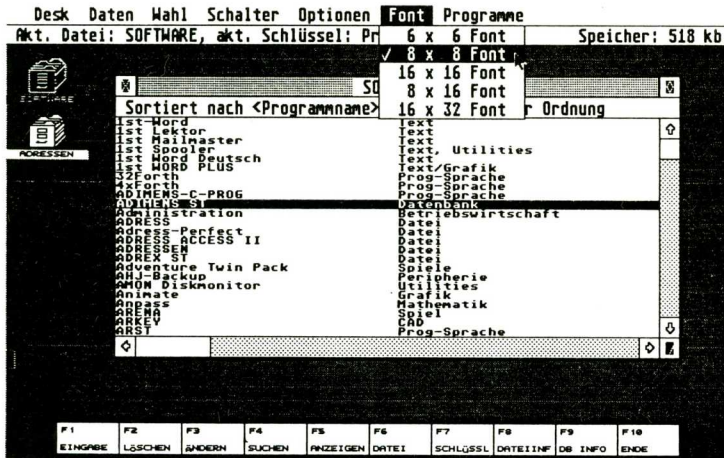 Desk Daten Wahl Schalter Optionen Font Programme
Akt. Datei: SOFTWARE, akt. Schlüssel: Pr
Speicher: 518 kb
6 x 6 Font
✓ 8 x 8 Font
16 x 16 Font
8 x 16 Font
16 x 32 Font
SOFTWARE
ADRESSEN
SO
Sortiert nach <Programmname> r Ordnung
1st-Word Text
1st Lektor Text
1st Mailmaster Text
1st Spooler Text, Utilities
1st Word Deutsch Text
1st WORD PLUS Text/Grafik
32Forth Prog-Sprache
4xForth Prog-Sprache
ADIMENS-C-PROG Prog-Sprache
ADIMENS ST Datenbank
Administration Betriebswirtschaft
ADRESS Datei
Adress-Perfect Datei
ADRESS ACCESS II Datei
ADRESSEN Datei
ADREX ST Datei
Adventure Twin Pack Spiele
AHJ-Backup Peripherie
AMON Diskmonitor Utilities
Animate Grafik
Anpass Mathematik
ARENA Spiel
ARKEY CAD
ARST Prog-Sprache
F1 F2 F3 F4 F5 F6 F7 F8 F9 F10
EINGABE LöSCHEN äNDERN SUCHEN ANZEIGEN DATEI SCHLüSSL DATEIINF DB INFO ENDE